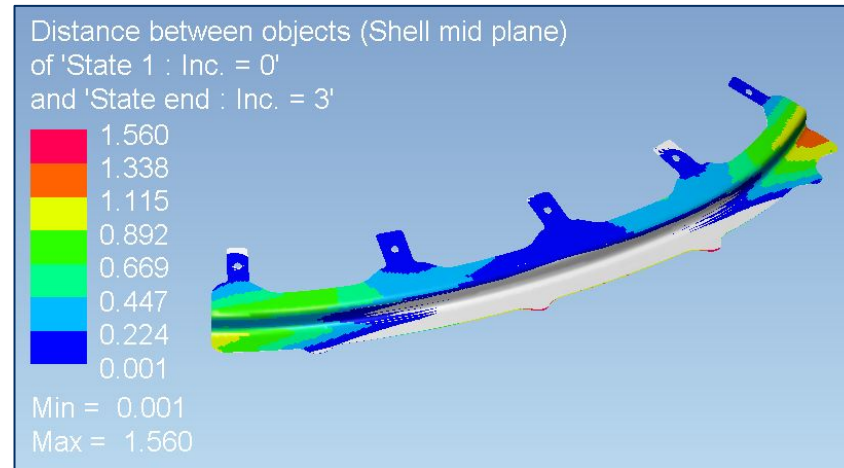 Distance between objects (Shell mid plane)
of 'State 1 : Inc. = 0'
and 'State end : Inc. = 3'
1.560
1.338
1.115
0.892
0.669
0.447
0.224
0.001
Min = 0.001
Max = 1.560